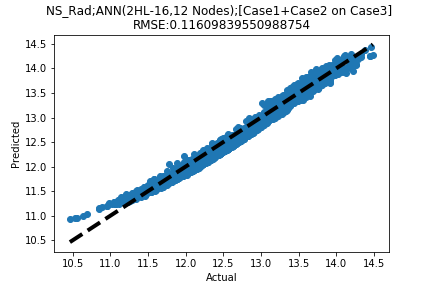 NS_Rad;ANN(2HL-16,12 Nodes);[Case1+Case2 on Case3]
RMSE:0.11609839550988754
14.5
14.0
13.5
13.0
12.5
12.0
11.5
11.0
10.5
Predicted
10.5 11.0 11.5 12.0 12.5 13.0 13.5 14.0 14.5
Actual